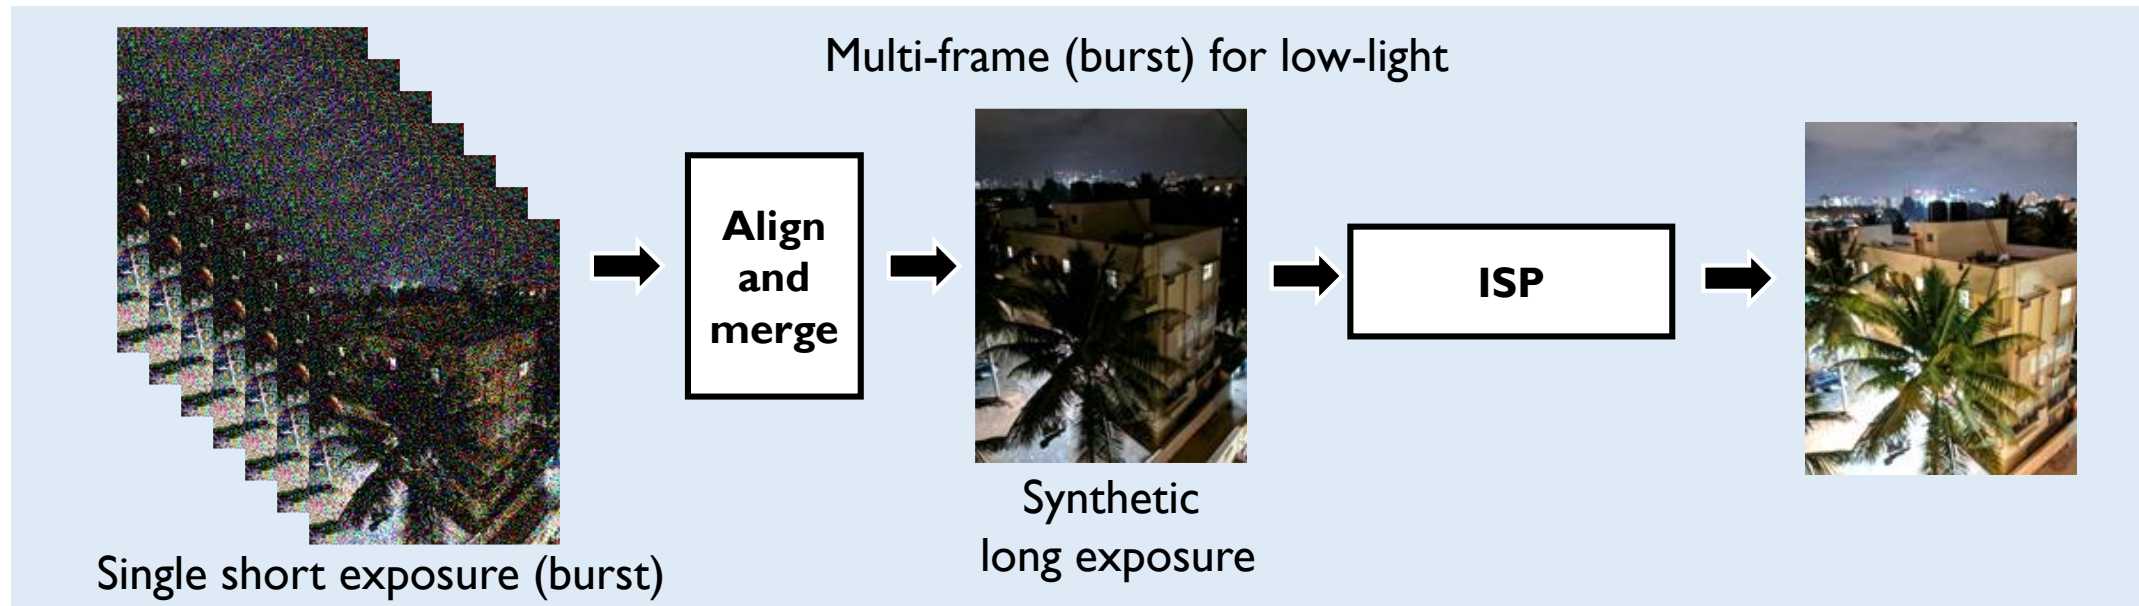 Multi-frame (burst) for low-light
Align
and
merge
ISP
Synthetic
long exposure
Single short exposure (burst)